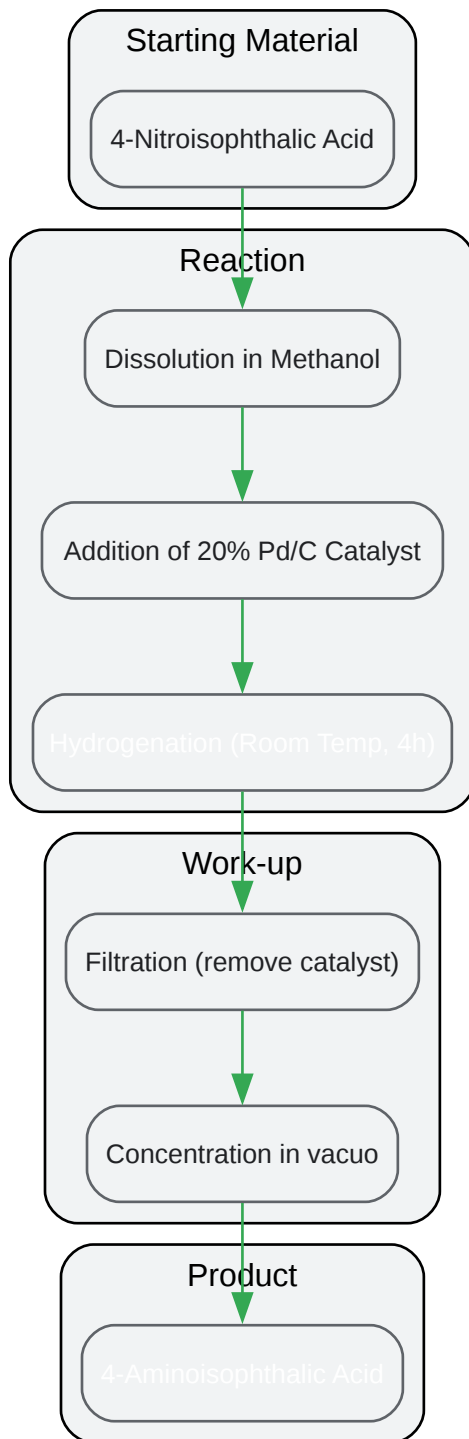 Starting Material
4-Nitroisophthalic Acid
Reaction
Dissolution in Methanol
Addition of 20% Pd/C Catalyst
Hydrogenation (Room Temp, 4h)
Work-up
Filtration (remove catalyst)
Concentration in vacuo
Product
4-Aminoisophthalic Acid